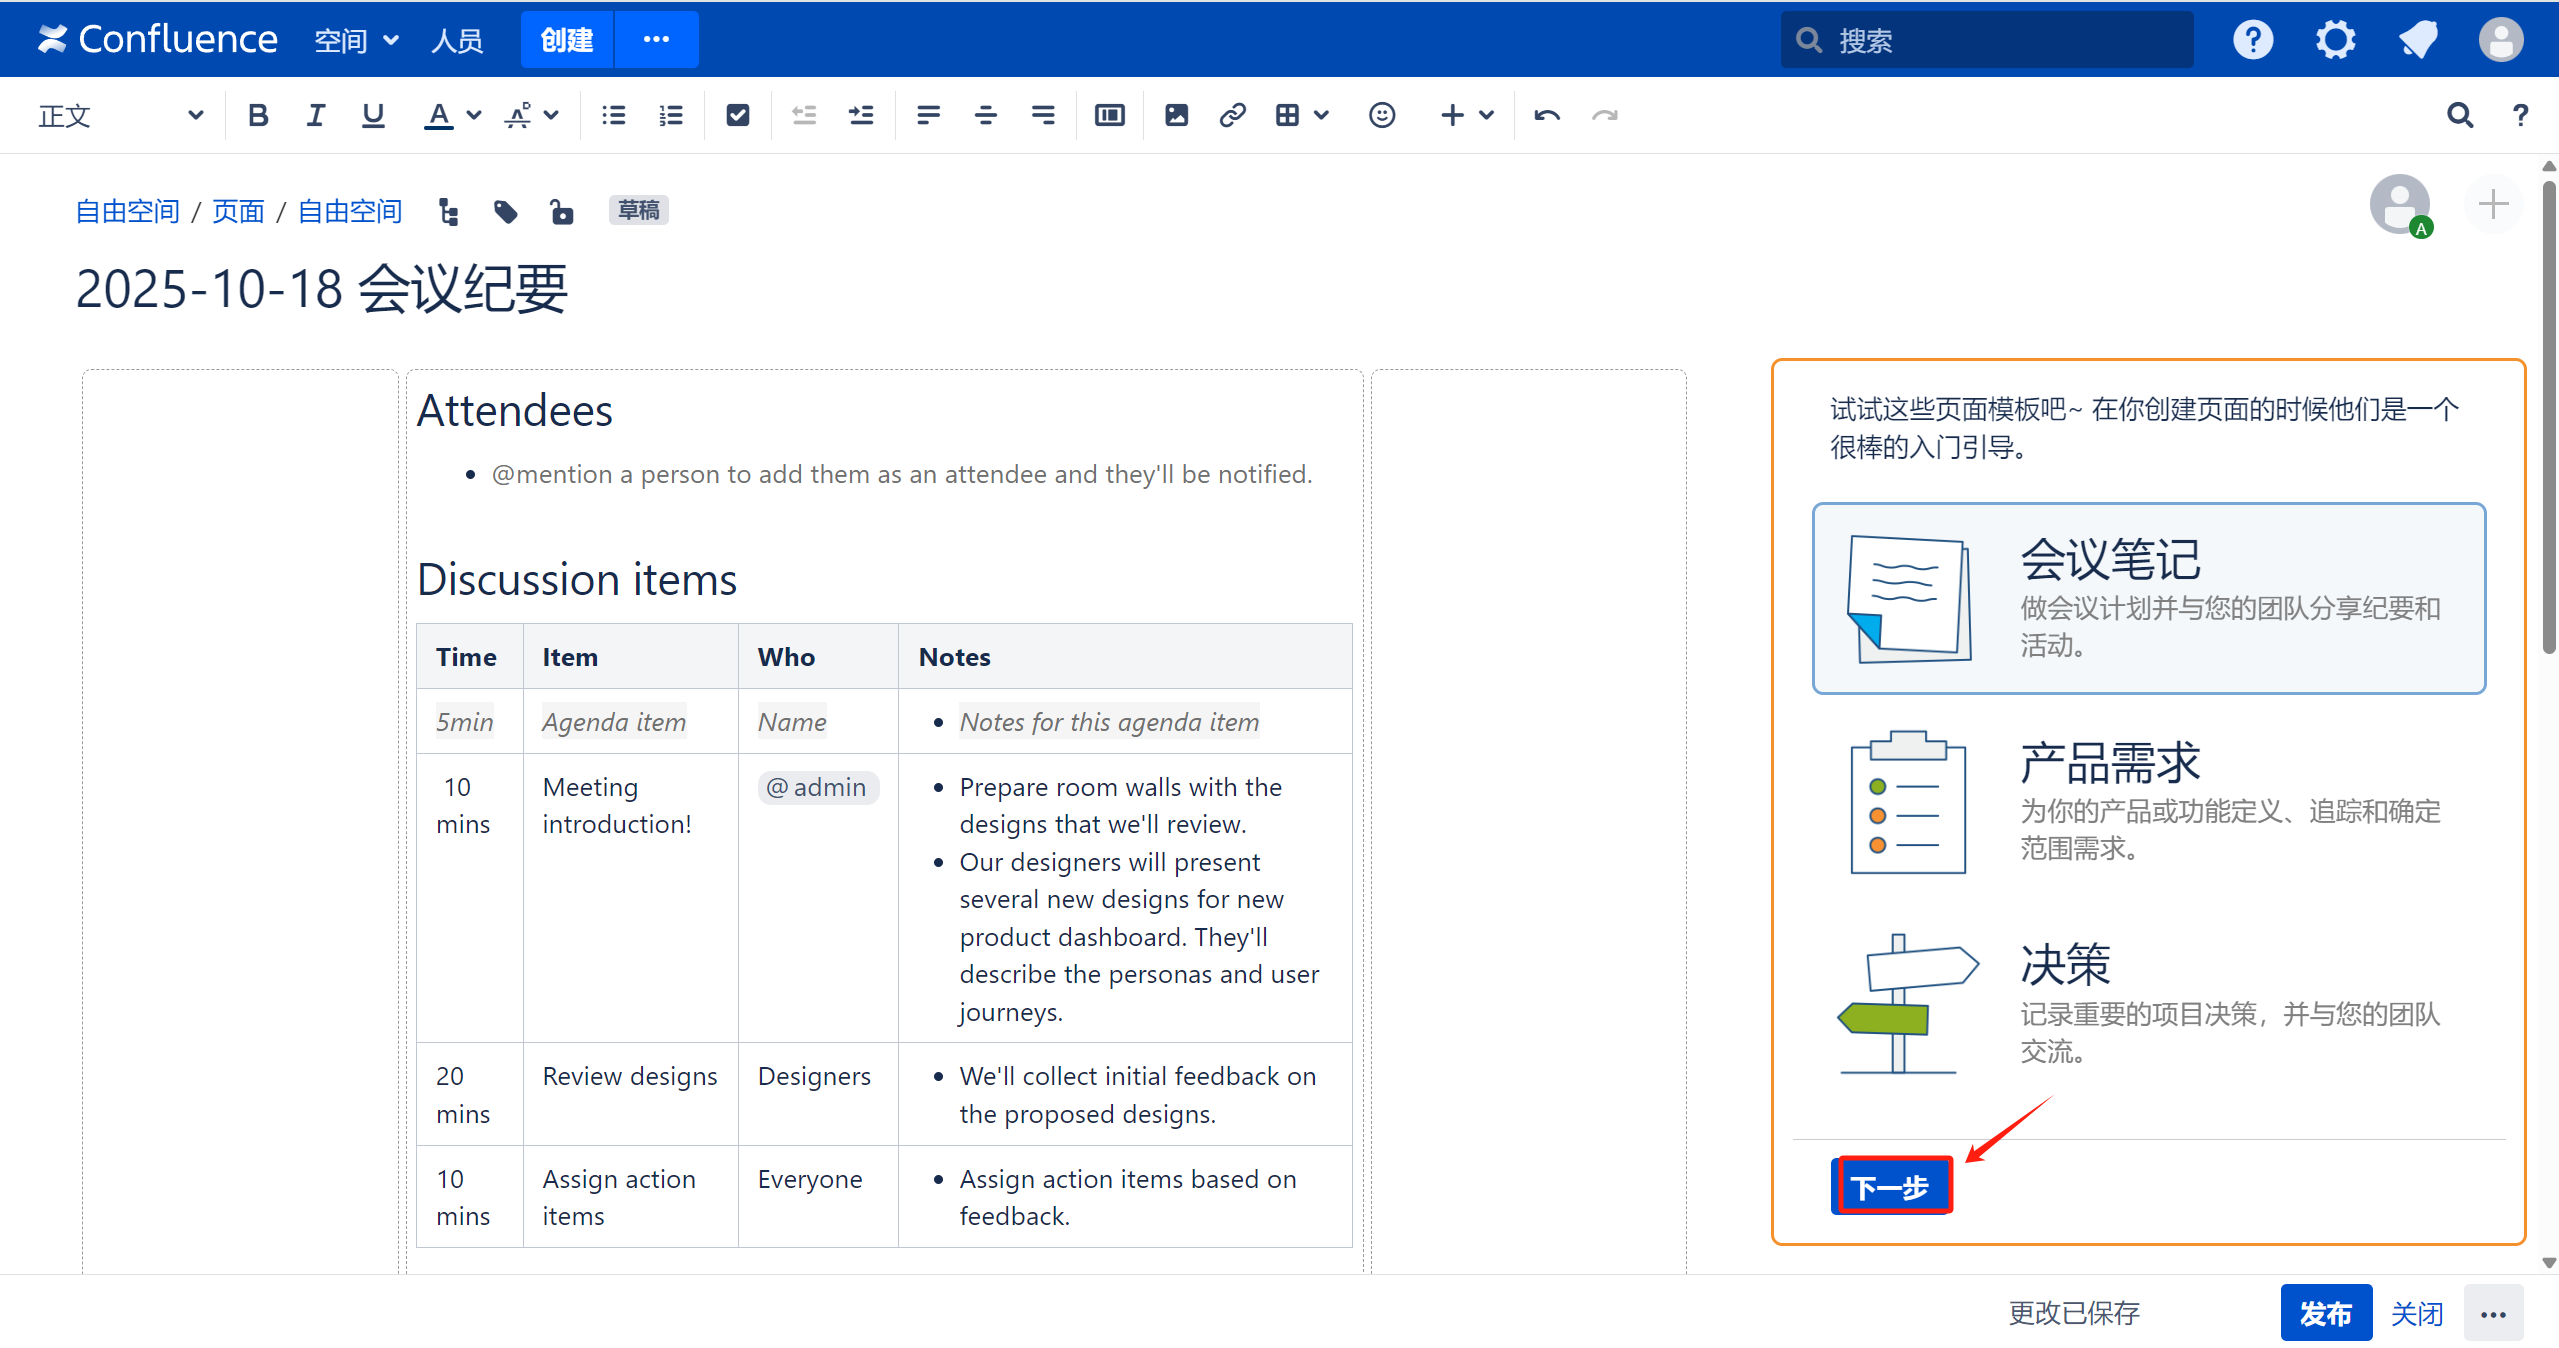 Confluence 空间 人员 创建 ··· 搜索
正文
自由空间 / 页面 / 自由空间 草稿
A
2025-10-18 会议纪要
Attendees
• @mention a person to add them as an attendee and they'll be notified.
Discussion items
Time Item Who Notes
5min Agenda item Name • Notes for this agenda item
10
mins
Meeting
introduction!
@ admin
• Prepare room walls with the
designs that we'll review.
• Our designers will present
several new designs for new
product dashboard. They'll
describe the personas and user
journeys.
20
mins
Review designs
Designers
• We'll collect initial feedback on
the proposed designs.
10
mins
Assign action
items
Everyone
• Assign action items based on
feedback.
试试这些页面模板吧~ 在你创建页面的时候他们是一个
很棒的入门引导。
会议笔记
做会议计划并与您的团队分享纪要和
活动。
产品需求
为你的产品或功能定义、追踪和确定
范围需求。
决策
记录重要的项目决策，并与您的团队
交流。
下一步
更改已保存 发布 关闭 ···